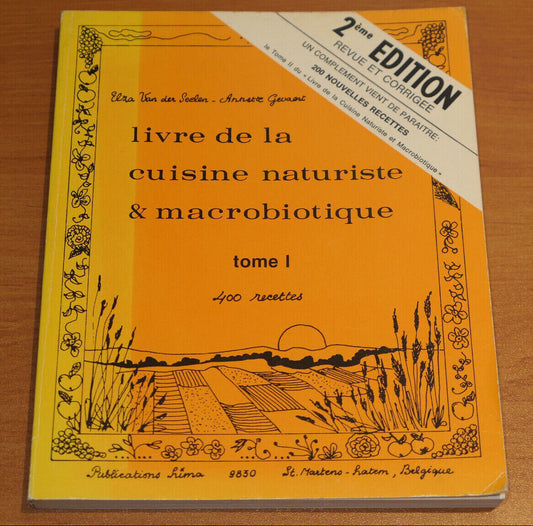 2ème EDITION
REVUE ET CORRIGEE
UN COMPLEMENT VIENT DE PARAITRE:
200 NOUVELLES RECETTES
le Tome II du « Livre de la Cuisine Naturiste et Macrobiotique »
Elza Van der Seelen - Annette Gevaert
livre de la
cuisine naturiste
& macrobiotique
tome I
400 recettes
Publications hima 9830 St. Martens-Latem, Belgique